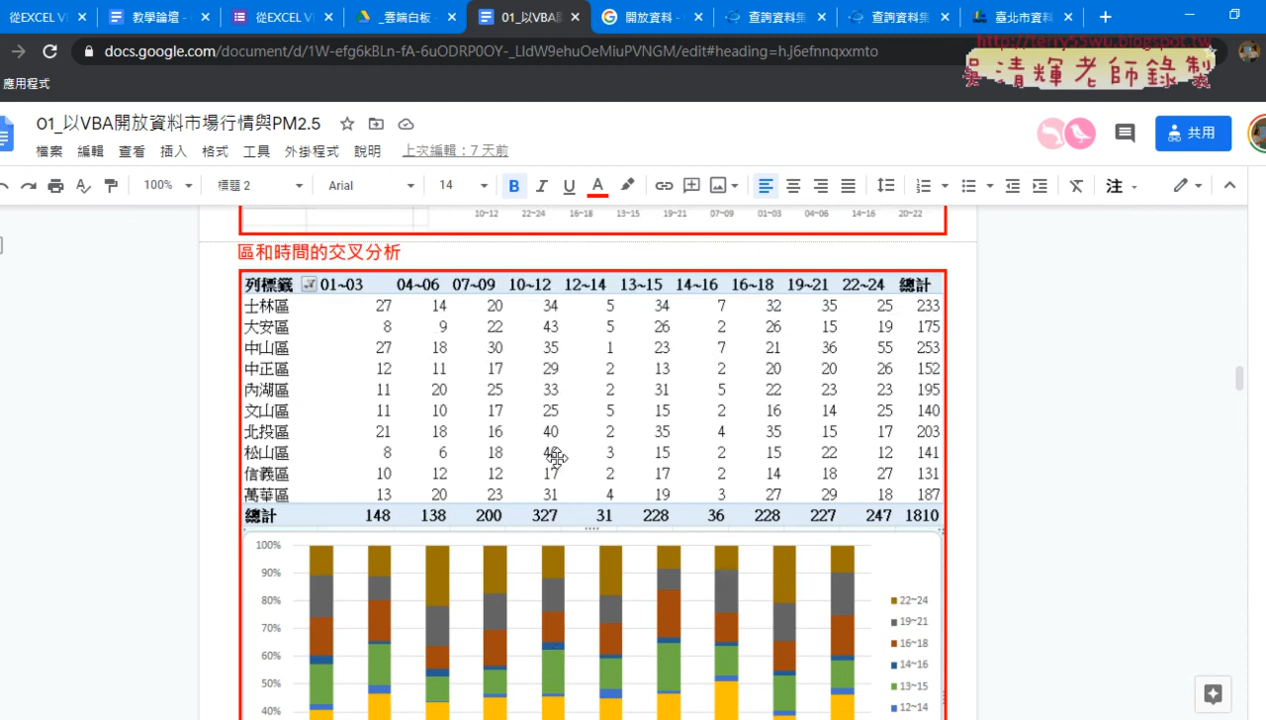 從EXCEL V
教學論壇 -
從EXCEL V
_雲端白板 -
01_以VBA
開放資料 -
查詢資料集
查詢資料集
臺北市資料
docs.google.com/document/d/1W-efg6kBLn-fA-6uODRP0OY-_LIdW9ehuOeMiuPVNGM/edit#heading=h.j6efnnqxxmto
http://terry55wu.blogspot.tw
吳清輝老師錄製
應用程式
01_以VBA開放資料市場行情與PM2.5
共用
檔案 編輯 查看 插入 格式 工具 外掛程式 說明 上次編輯：7 天前
100% 標題 2 Arial 14 B I U A 注
10~12 22~24 16~18 13~15 19~21 07~09 01~03 04~06 14~16 20~22
區和時間的交叉分析
列標籤 01~03 04~06 07~09 10~12 12~14 13~15 14~16 16~18 19~21 22~24 總計
士林區 27 14 20 34 5 34 7 32 35 25 233
大安區 8 9 22 43 5 26 2 26 15 19 175
中山區 27 18 30 35 1 23 7 21 36 55 253
中正區 12 11 17 29 2 13 2 20 20 26 152
內湖區 11 20 25 33 2 31 5 22 23 23 195
文山區 11 10 17 25 5 15 2 16 14 25 140
北投區 21 18 16 40 2 35 4 35 15 17 203
松山區 8 6 18 3 15 2 15 22 12 141
信義區 10 12 12 17 2 17 2 14 18 27 131
萬華區 13 20 23 31 4 19 3 27 29 18 187
總計 148 138 200 327 31 228 36 228 227 247 1810
100%
90%
80%
70%
60%
50%
40%
22~24
19~21
16~18
14~16
13~15
12~14